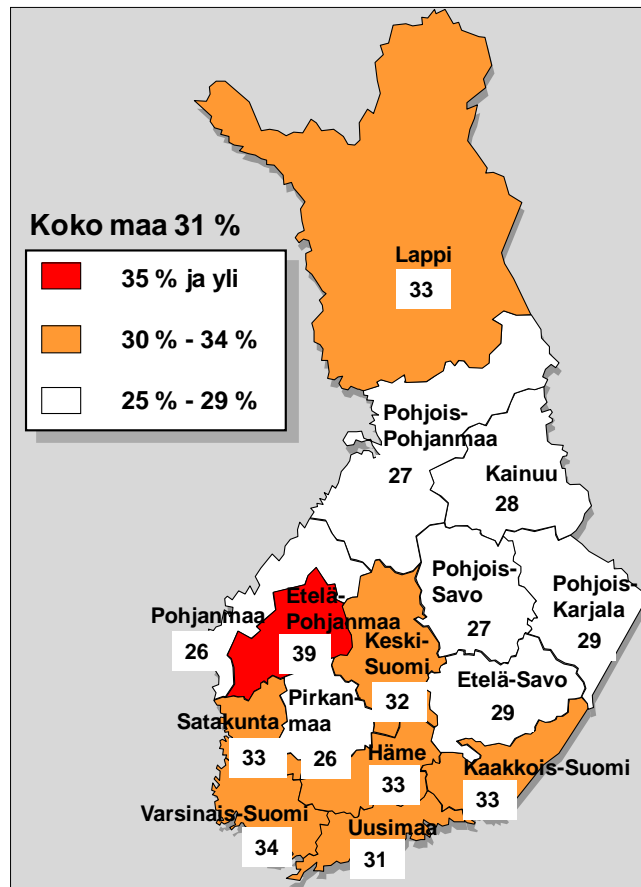 Koko maa 31 %
35 % ja yli
30 % - 34 %
25 % - 29 %
Lappi
33
Pohjois-
Pohjanmaa
27
Kainuu
28
Pohjois-
Savo
27
Pohjois-
Karjala
29
Pohjanmaa
26
Etelä-
Pohjanmaa
39
Keski-
Suomi
32
Etelä-Savo
29
Satakunta
33
Pirkan-
maa
26
Häme
33
Kaakkois-Suomi
33
Varsinais-Suomi
34
Uusimaa
31